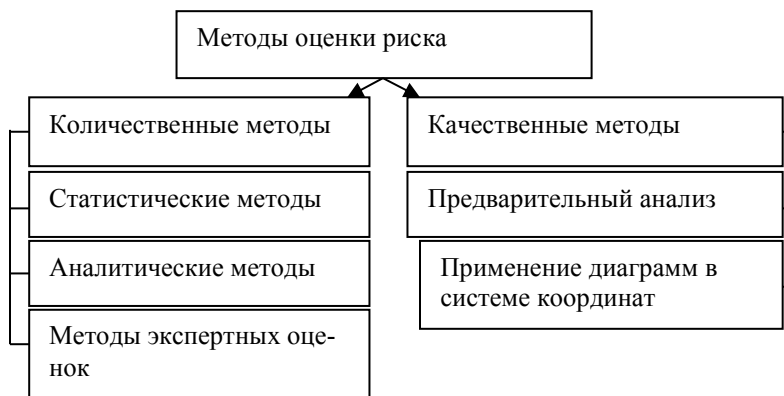 Методы оценки риска
Количественные методы
Статистические методы
Аналитические методы
Методы экспертных оце-
нок
Качественные методы
Предварительный анализ
Применение диаграмм в
системе координат